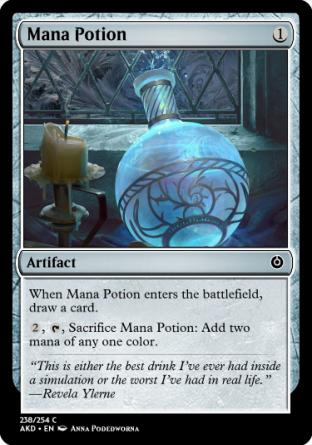 Mana Potion 1
Artifact
When Mana Potion enters the battlefield,
draw a card.
2, T, Sacrifice Mana Potion: Add two
mana of any one color.
“This is either the best drink I’ve ever had inside
a simulation or the worst I’ve had in real life.”
—Revela Ylerne
238/254 C
AKD • EN Anna Podedworna